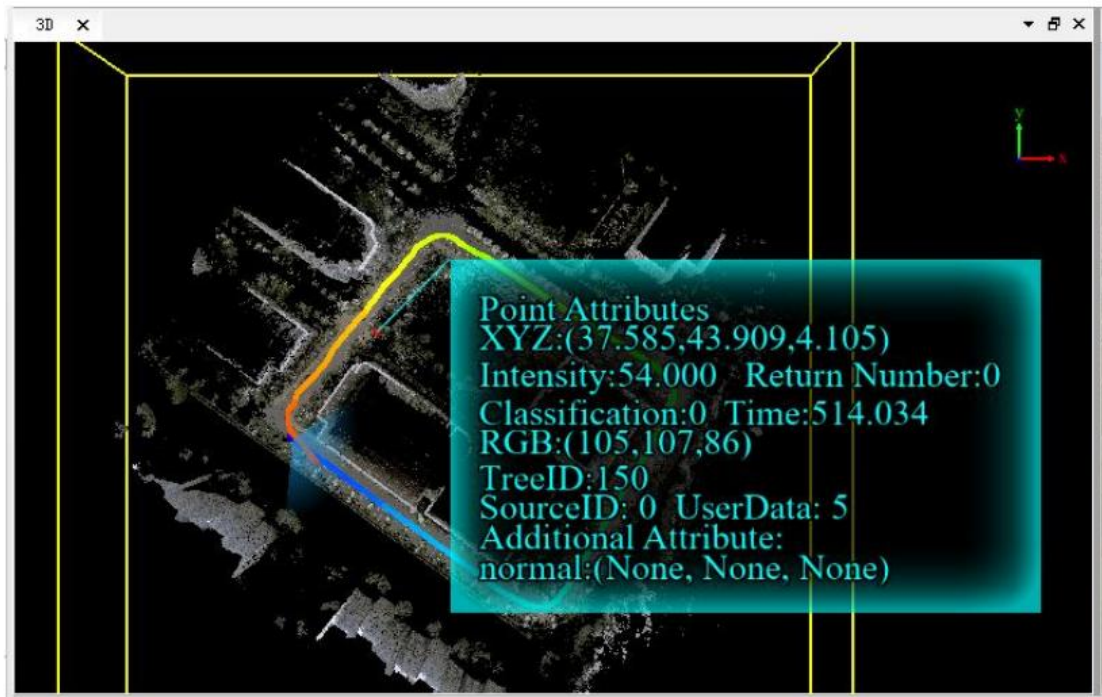 3D
y
x
Point Attributes
XYZ:(37.585,43.909,4.105)
Intensity:54.000 Return Number:0
Classification:0 Time:514.034
RGB:(105,107,86)
TreeID:150
SourceID: 0 UserData: 5
Additional Attribute:
normal:(None, None, None)